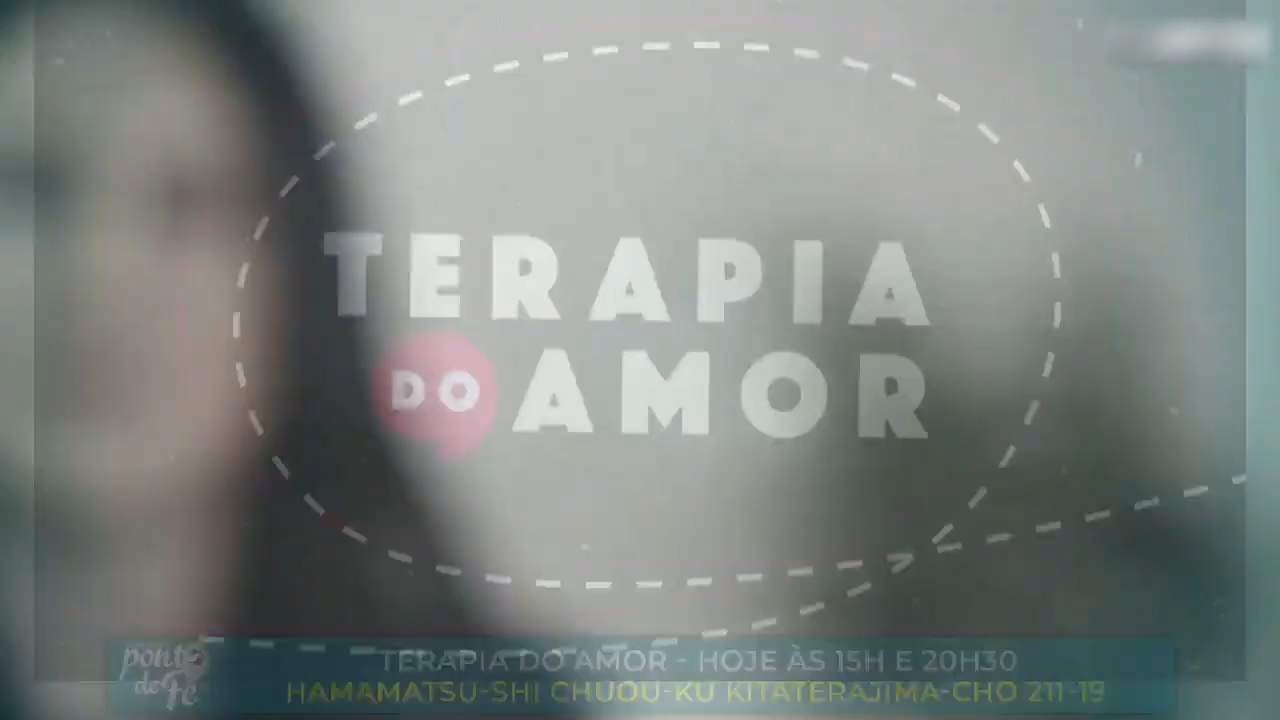 TERAPIA
DO AMOR
ponto
de Fé
TERAPIA DO AMOR - HOJE ÀS 15H E 20H30
HAMAMATSU-SHI CHUOU-KU KITATERAJIMA-CHO 211-19